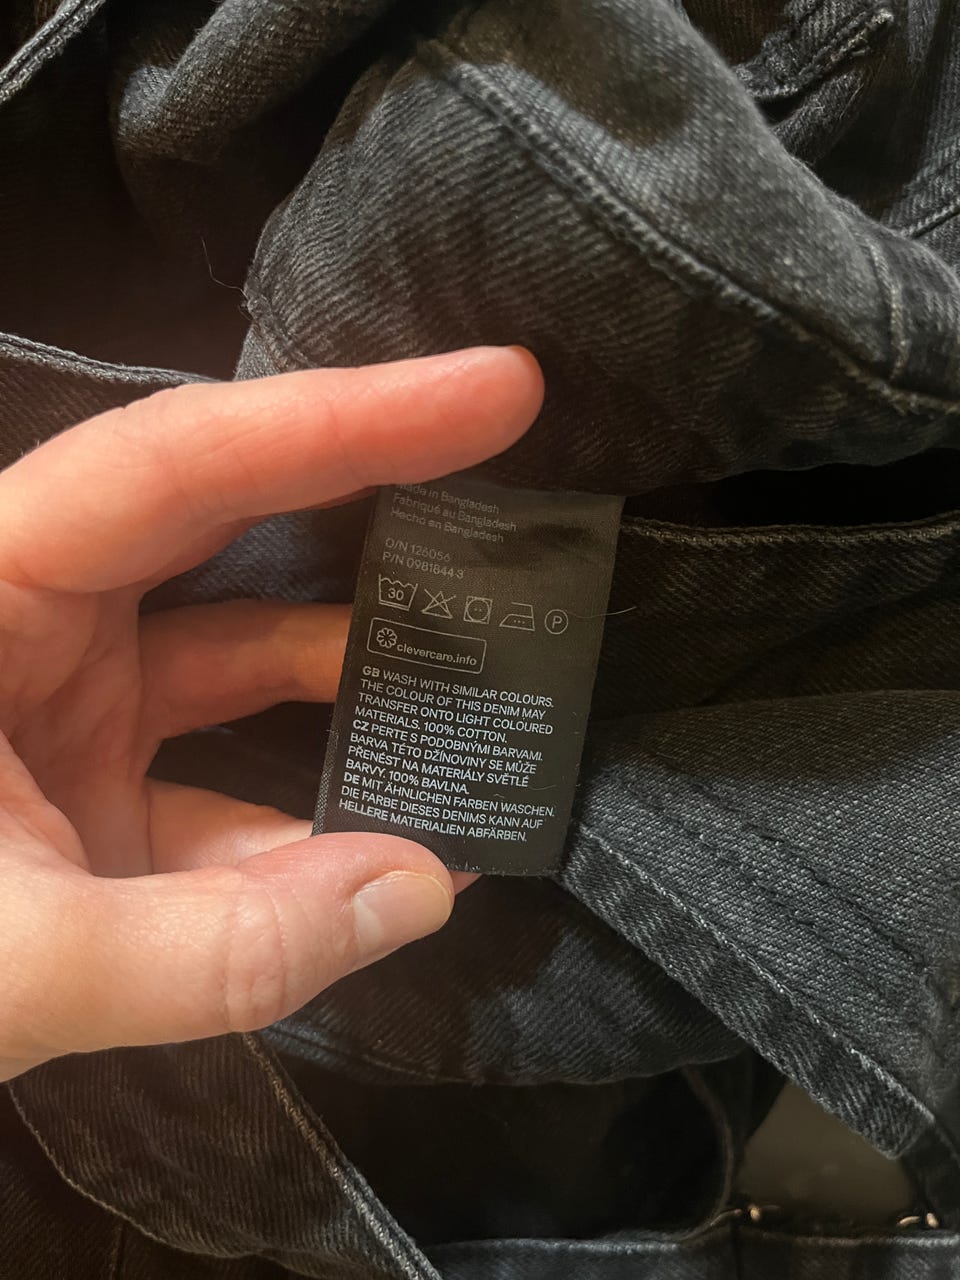 Made in Bangladesh
Fabriqué au Bangladesh
Hecho en Bangladesh
O/N 126056
P/N 0981844 3
30
P
clevercare.info
GB WASH WITH SIMILAR COLOURS.
THE COLOUR OF THIS DENIM MAY
TRANSFER ONTO LIGHT COLOURED
MATERIALS. 100% COTTON.
CZ PERTE S PODOBNÝMI BARVAMI.
BARVA TÉTO DŽÍNOVINY SE MŮŽE
PŘENÉST NA MATERIÁLY SVĚTLÉ
BARVY. 100% BAVLNA.
DE MIT ÄHNLICHEN FARBEN WASCHEN.
DIE FARBE DIESES DENIMS KANN AUF
HELLERE MATERIALIEN ABFÄRBEN.